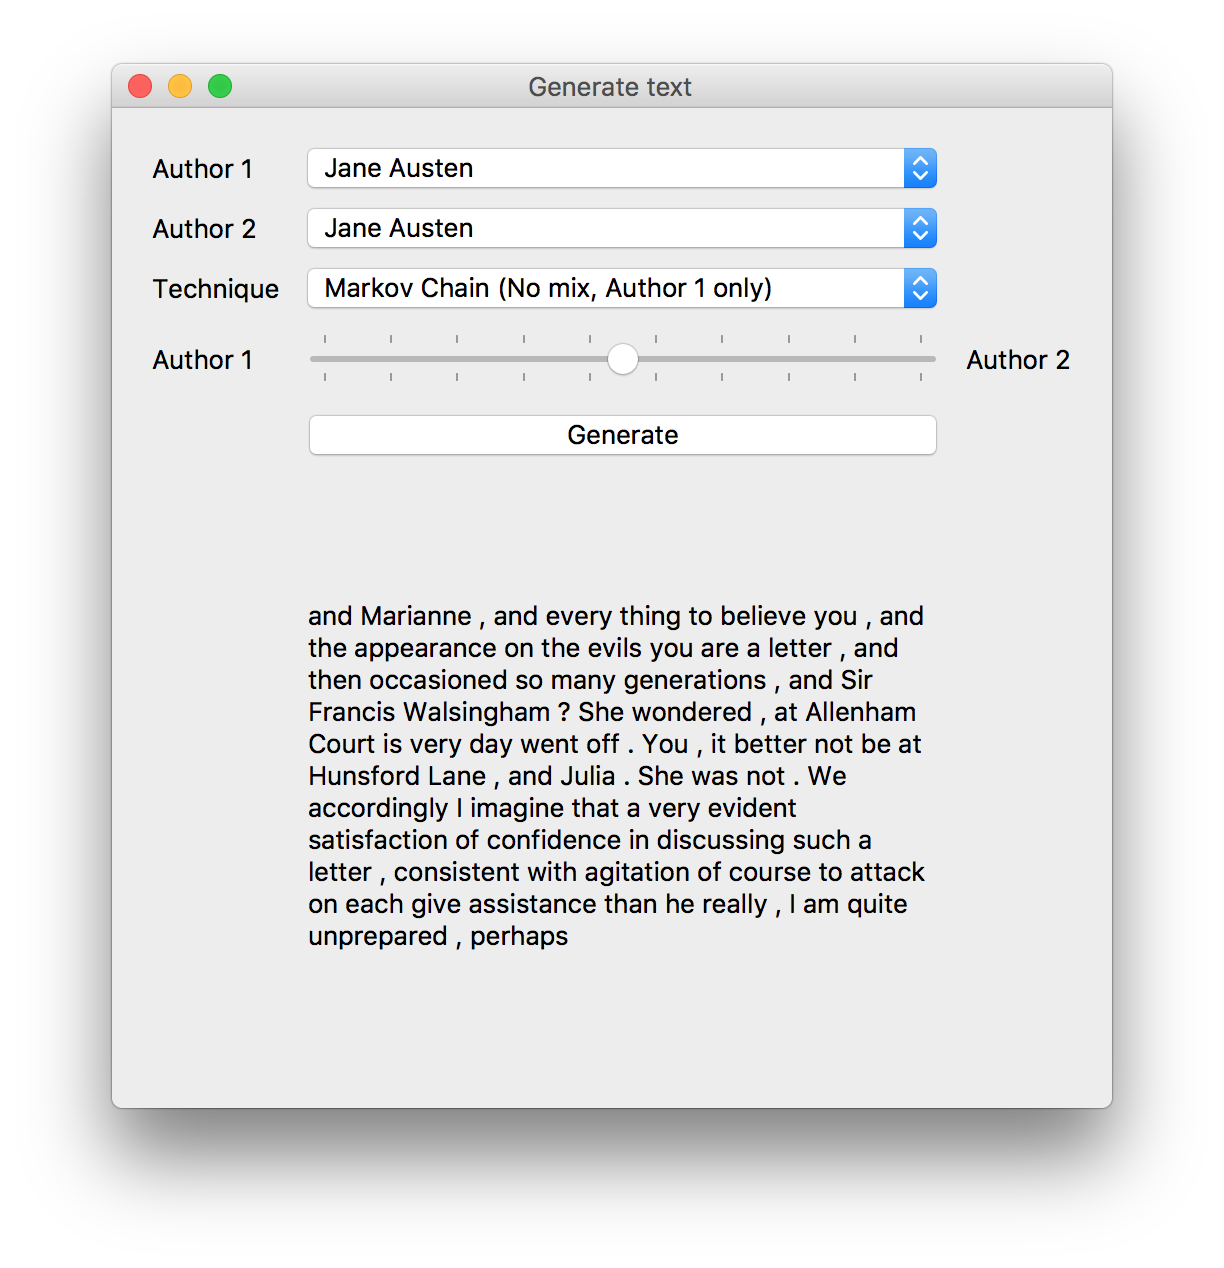 Generate text
Author 1 Jane Austen
Author 2 Jane Austen
Technique Markov Chain (No mix, Author 1 only)
Author 1 Author 2
Generate
and Marianne , and every thing to believe you , and
the appearance on the evils you are a letter , and
then occasioned so many generations , and Sir
Francis Walsingham ? She wondered , at Allenham
Court is very day went off . You , it better not be at
Hunsford Lane , and Julia . She was not . We
accordingly I imagine that a very evident
satisfaction of confidence in discussing such a
letter , consistent with agitation of course to attack
on each give assistance than he really , I am quite
unprepared , perhaps